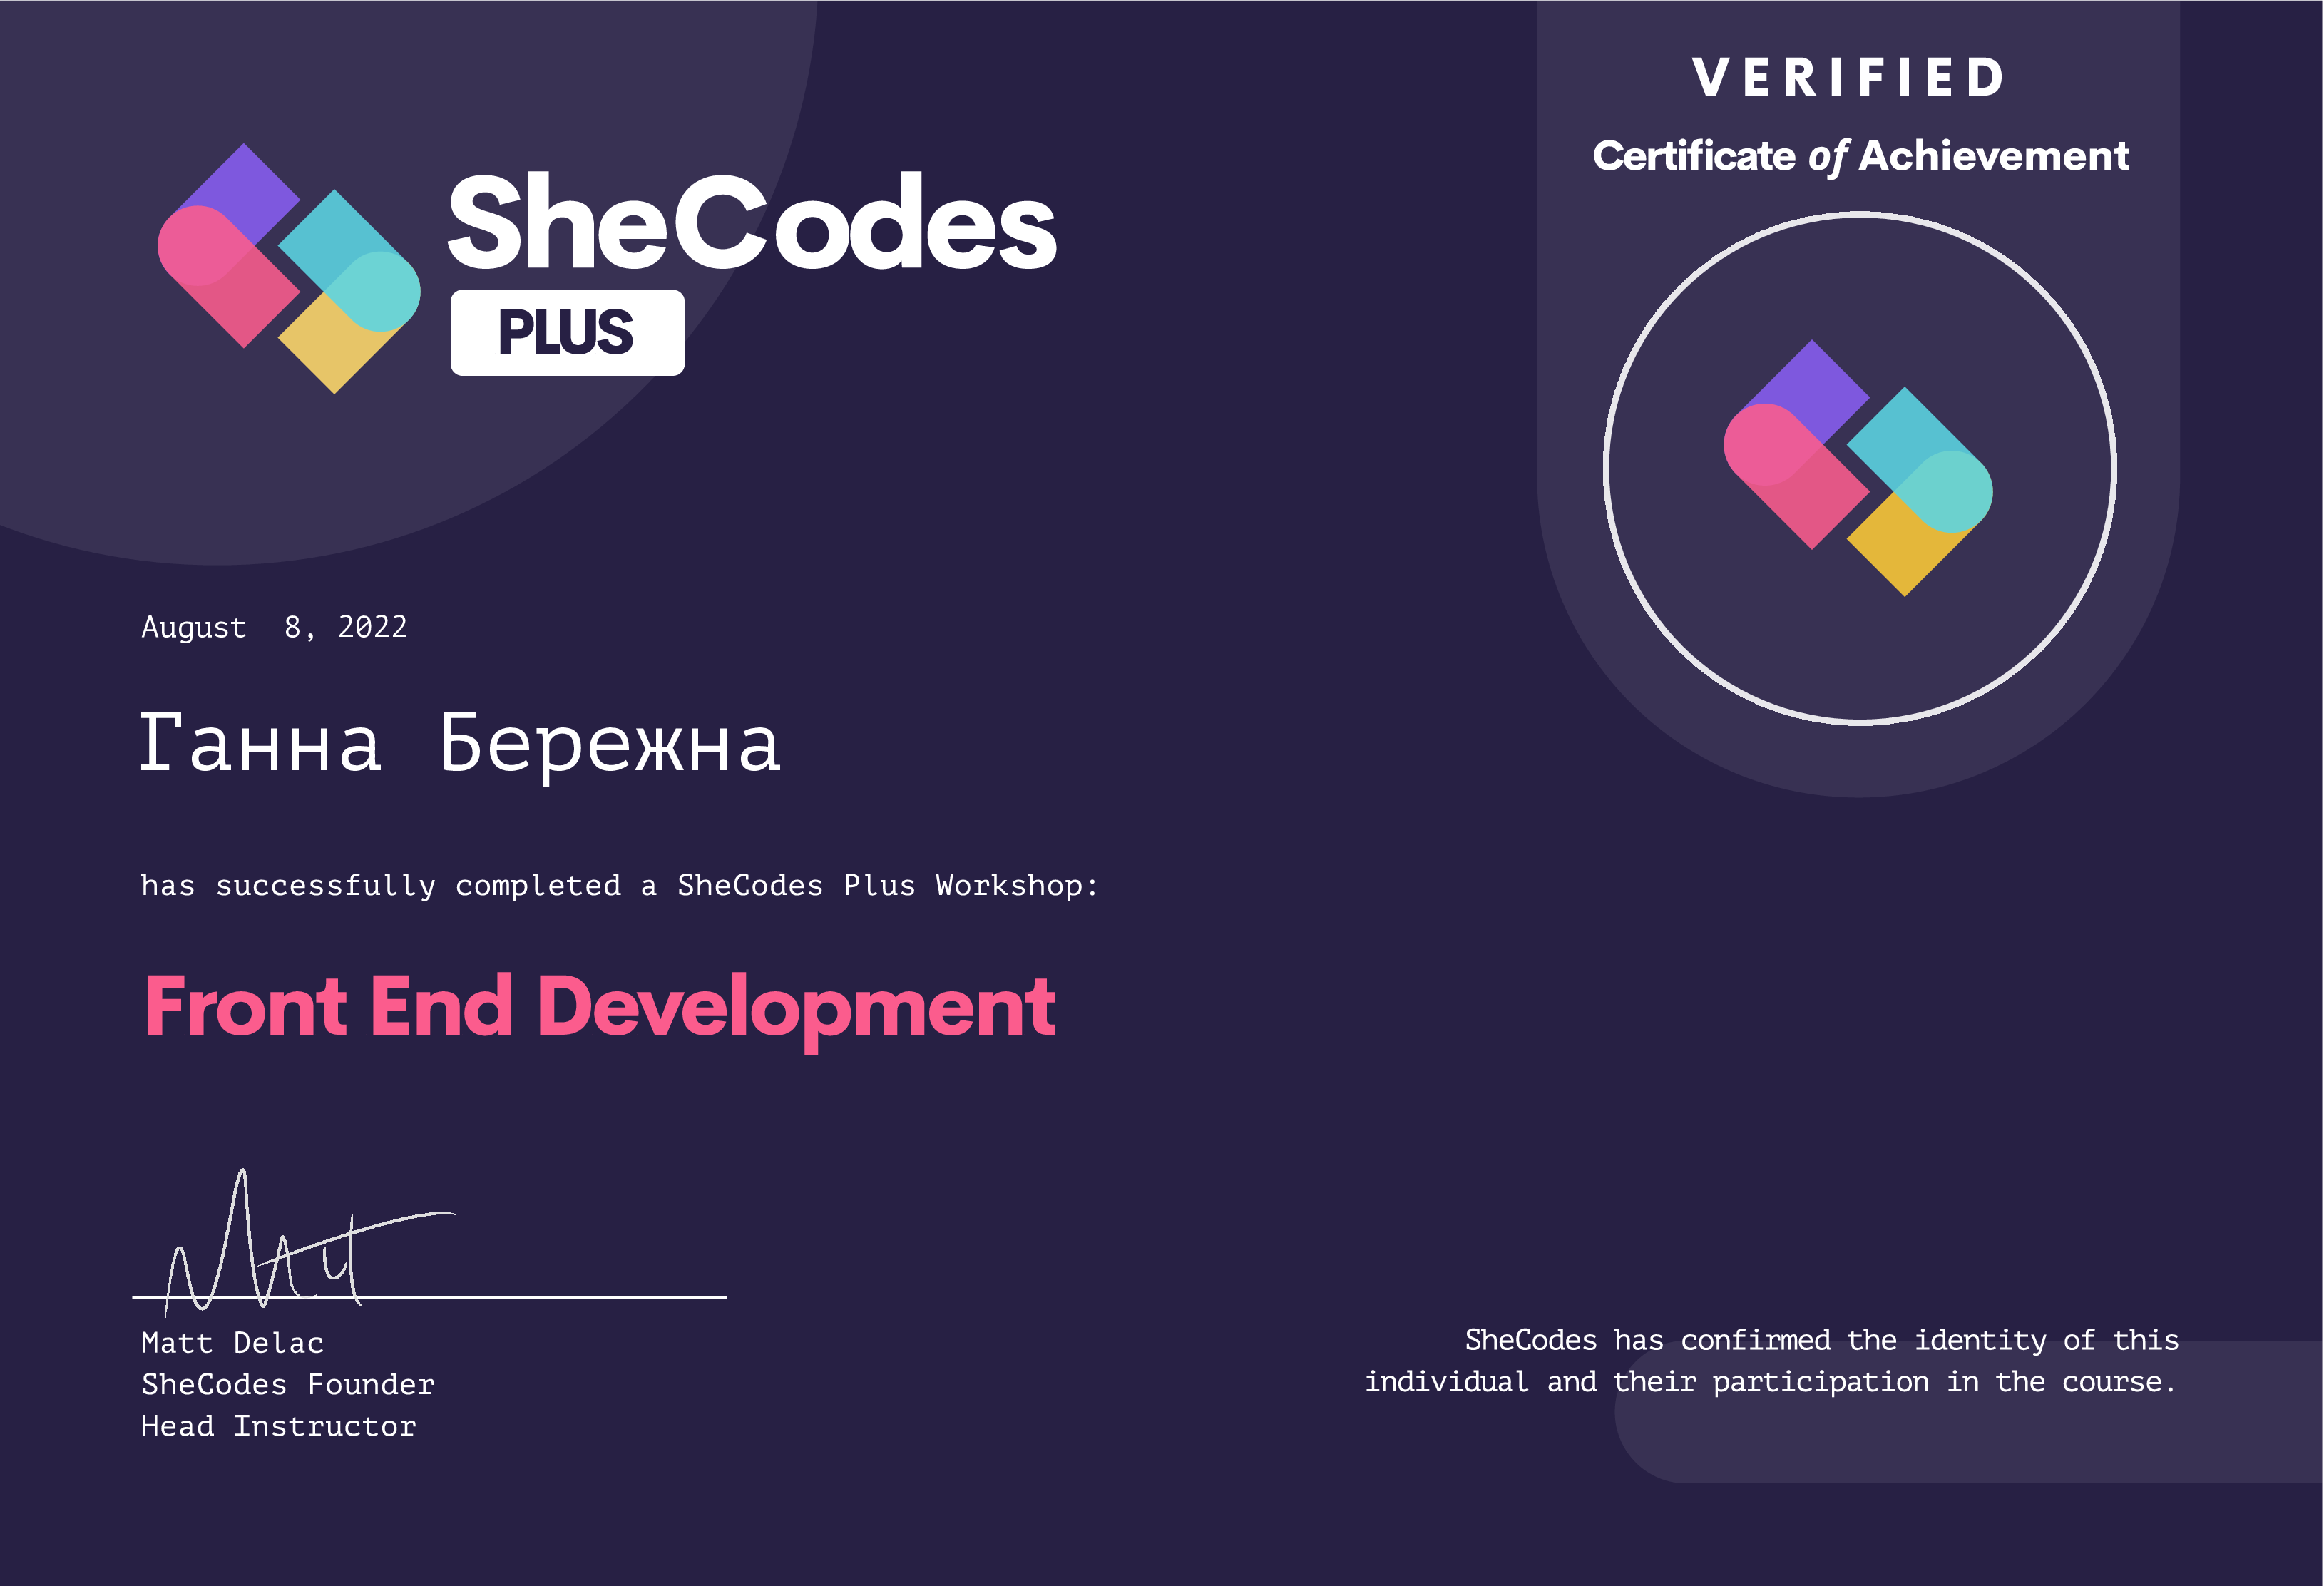 SheCodes
PLUS
VERIFIED
Certificate of Achievement
August  8, 2022
Ганна Бережна
has successfully completed a SheCodes Plus Workshop:
Front End Development
Matt
Matt Delac
SheCodes Founder
Head Instructor
SheCodes has confirmed the identity of this
individual and their participation in the course.